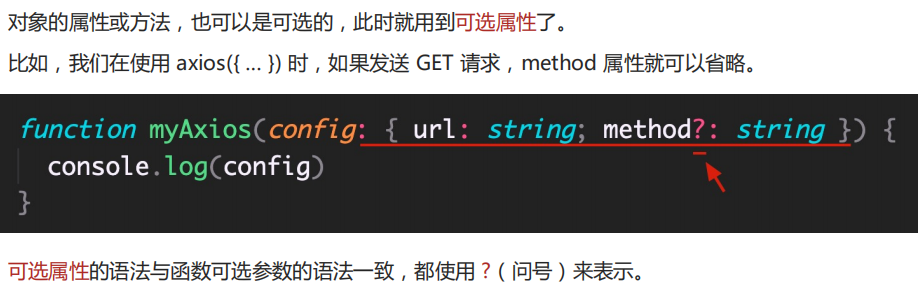 对象的属性或方法，也可以是可选的，此时就用到可选属性了。
比如，我们在使用 axios({ ... }) 时，如果发送 GET 请求，method 属性就可以省略。
function myAxios(config: { url: string; method?: string }) {
  console.log(config)
}
可选属性的语法与函数可选参数的语法一致，都使用 ?（问号）来表示。